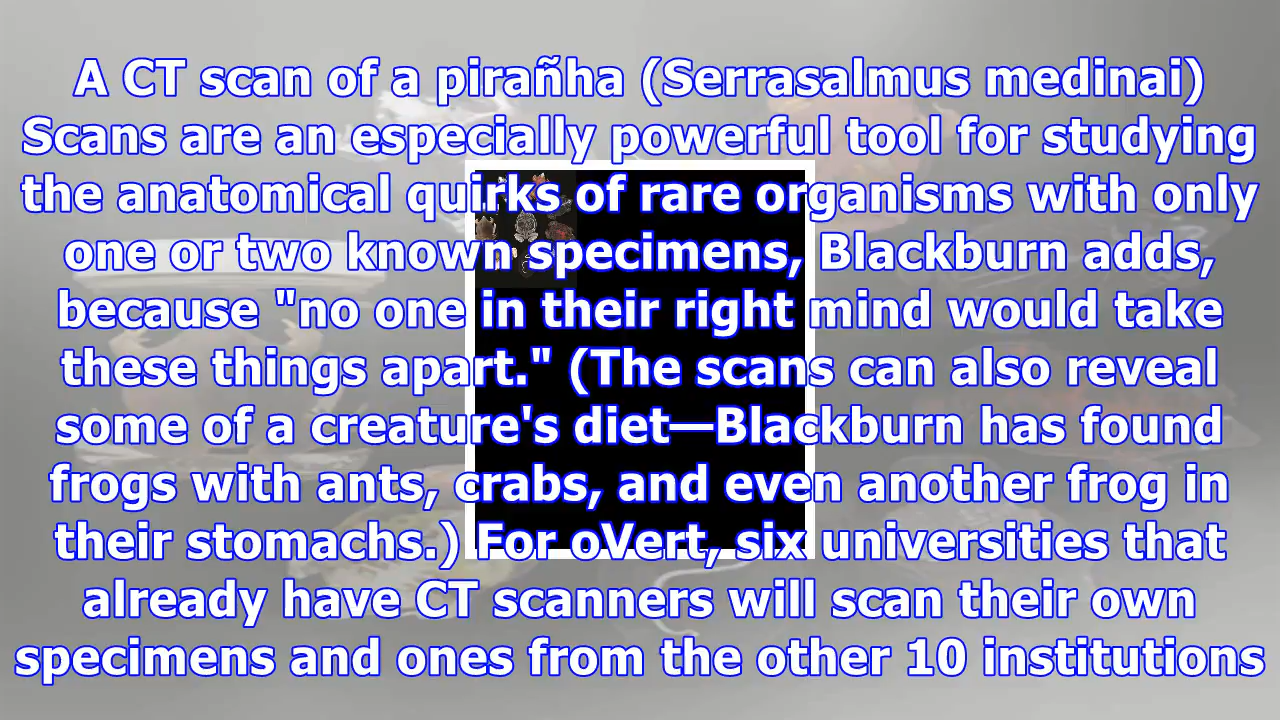 A CT scan of a pirañha (Serrasalmus medinai)
Scans are an especially powerful tool for studying
the anatomical quirks of rare organisms with only
one or two known specimens, Blackburn adds,
because "no one in their right mind would take
these things apart." (The scans can also reveal
some of a creature's diet—Blackburn has found
frogs with ants, crabs, and even another frog in
their stomachs.) For oVert, six universities that
already have CT scanners will scan their own
specimens and ones from the other 10 institutions